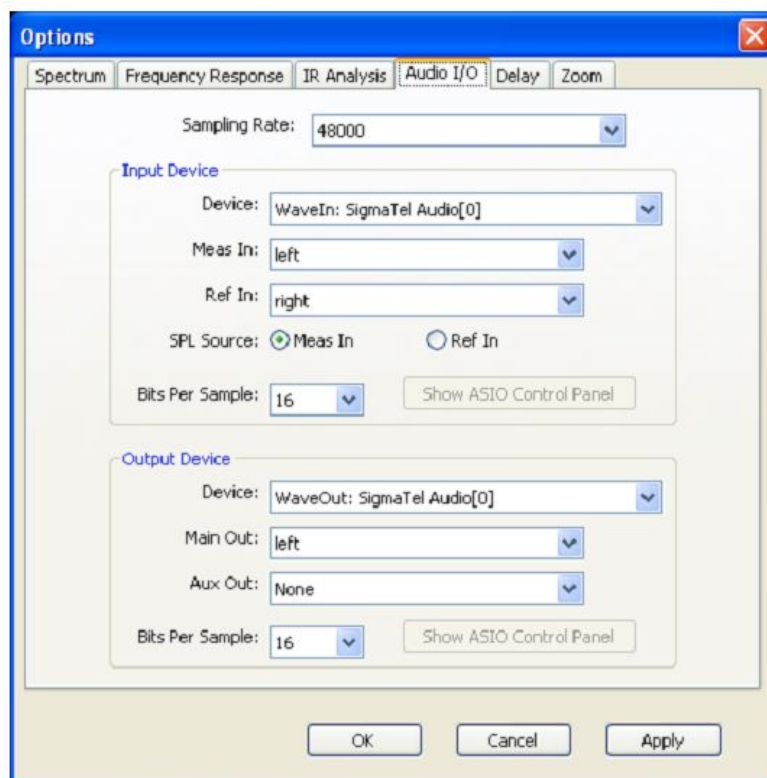 Options
Spectrum Frequency Response IR Analysis Audio I/O Delay Zoom
Sampling Rate: 48000
Input Device
Device: WaveIn: SigmaTel Audio[0]
Meas In: left
Ref In: right
SPL Source: Meas In Ref In
Bits Per Sample: 16 Show ASIO Control Panel
Output Device
Device: WaveOut: SigmaTel Audio[0]
Main Out: left
Aux Out: None
Bits Per Sample: 16 Show ASIO Control Panel
OK Cancel Apply